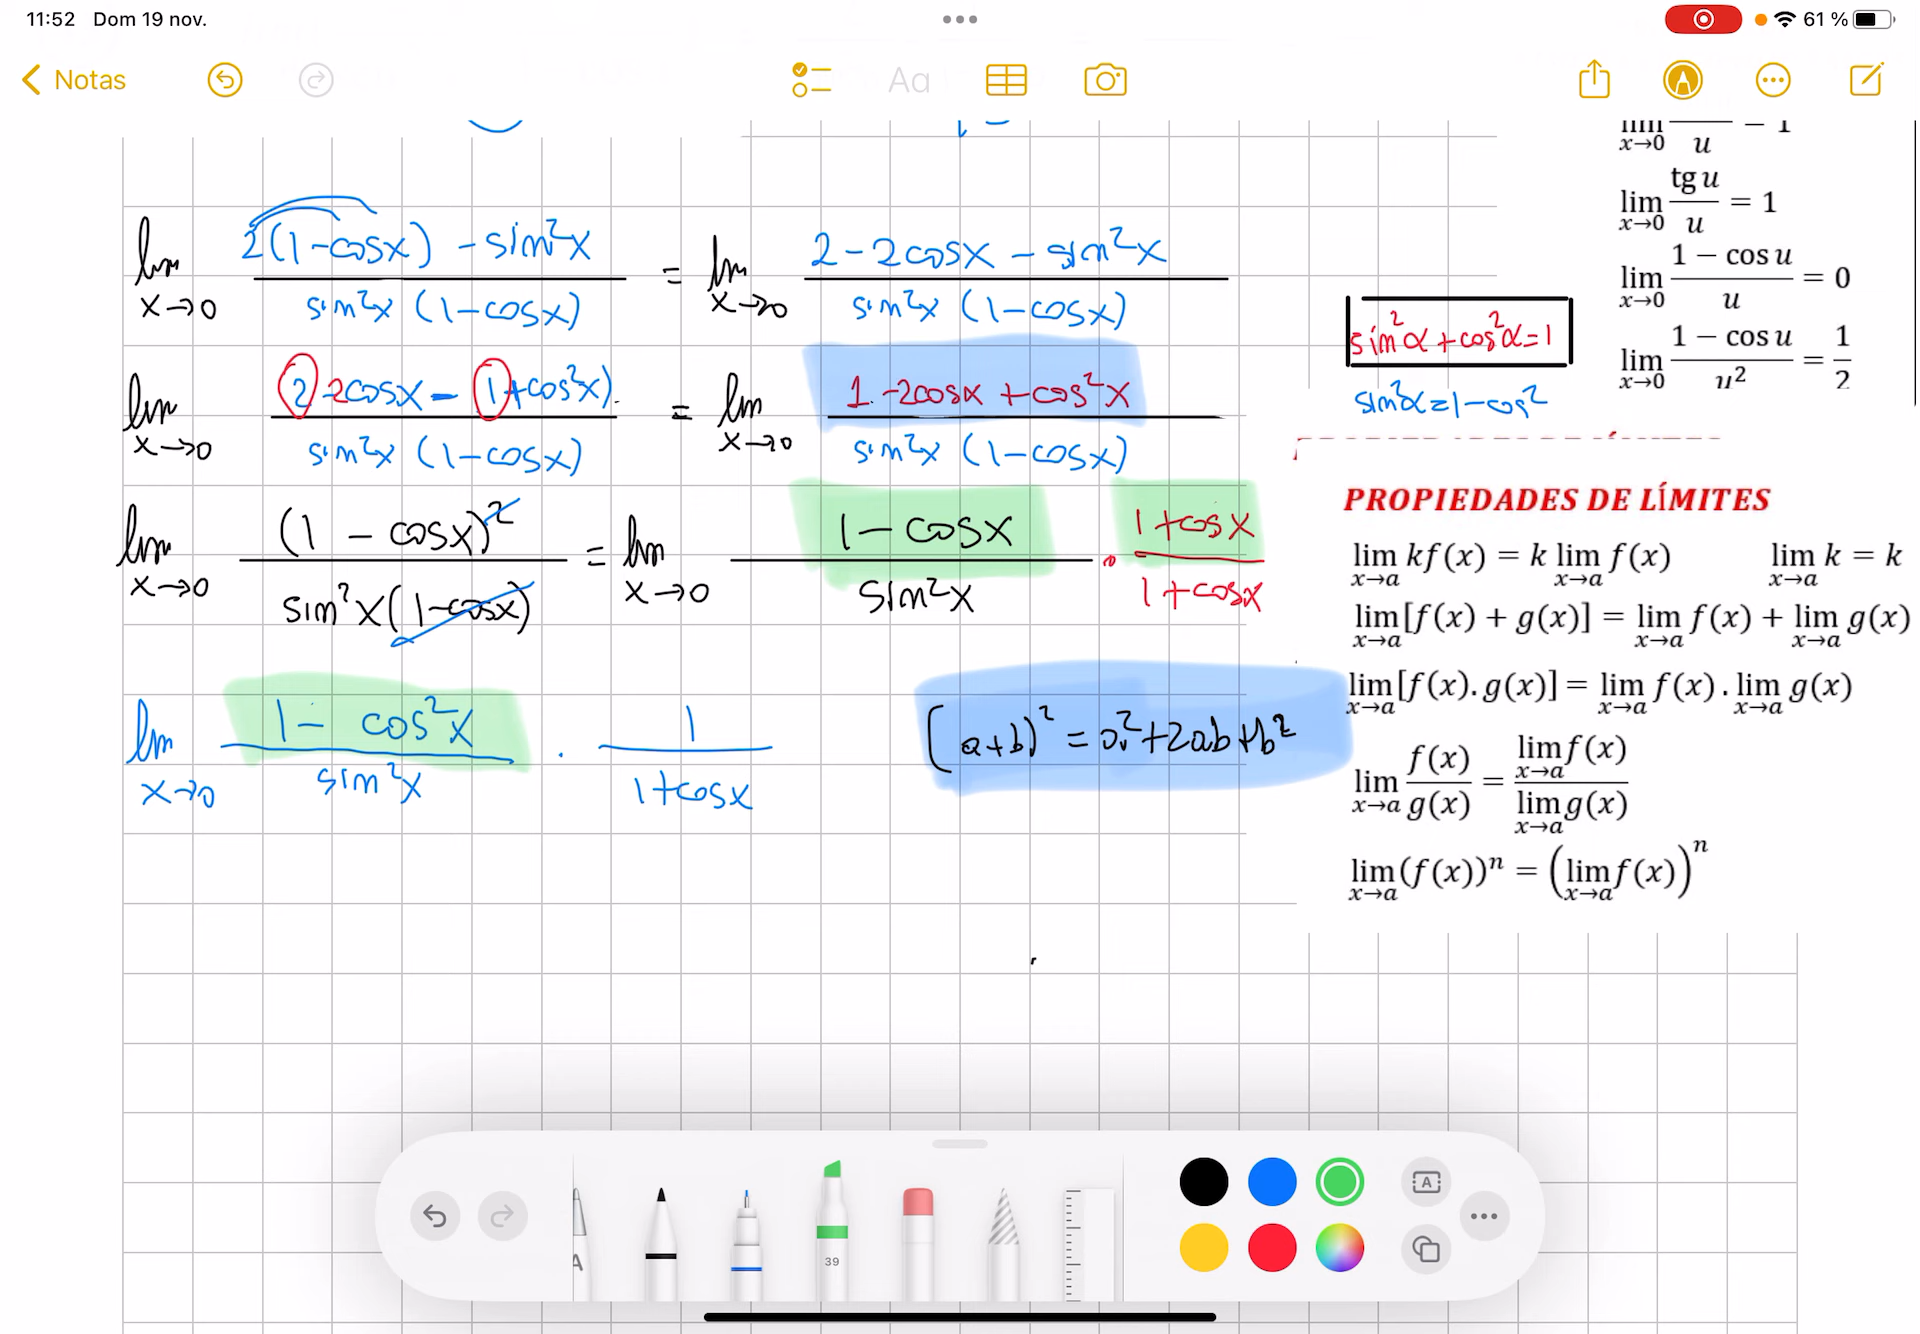 11:52 Dom 19 nov.
61 %
Notas
Aa
lim x→0 (2(1-cosx) - sin²x) / (sin²x (1-cosx)) = lim x→0 (2-2cosx - sin²x) / (sin²x (1-cosx))
lim x→0 (2-2cosx - 1+cos²x) / (sin²x (1-cosx)) = lim x→0 (1-2cosx+cos²x) / (sin²x (1-cosx))
lim x→0 (1-cosx)² / (sin²x(1-cosx)) = lim x→0 (1-cosx) / (sin²x) · (1+cosx) / (1+cosx)
lim x→0 (1-cos²x) / (sin²x) · 1 / (1+cosx)
(a+b)² = a²+2ab+b²
lim x→0 u = 1
lim x→0 tg u / u = 1
lim x→0 (1 − cos u) / u = 0
lim x→0 (1 − cos u) / u² = 1/2
sin²α+cos²α=1
sin²α=1-cos²
PROPIEDADES DE LÍMITES
lim x→a kf(x) = k lim x→a f(x) lim x→a k = k
lim x→a [f(x) + g(x)] = lim x→a f(x) + lim x→a g(x)
lim x→a [f(x).g(x)] = lim x→a f(x) . lim x→a g(x)
lim x→a f(x) / g(x) = lim x→a f(x) / lim x→a g(x)
lim x→a (f(x))ⁿ = (lim x→a f(x))ⁿ
A
39
A